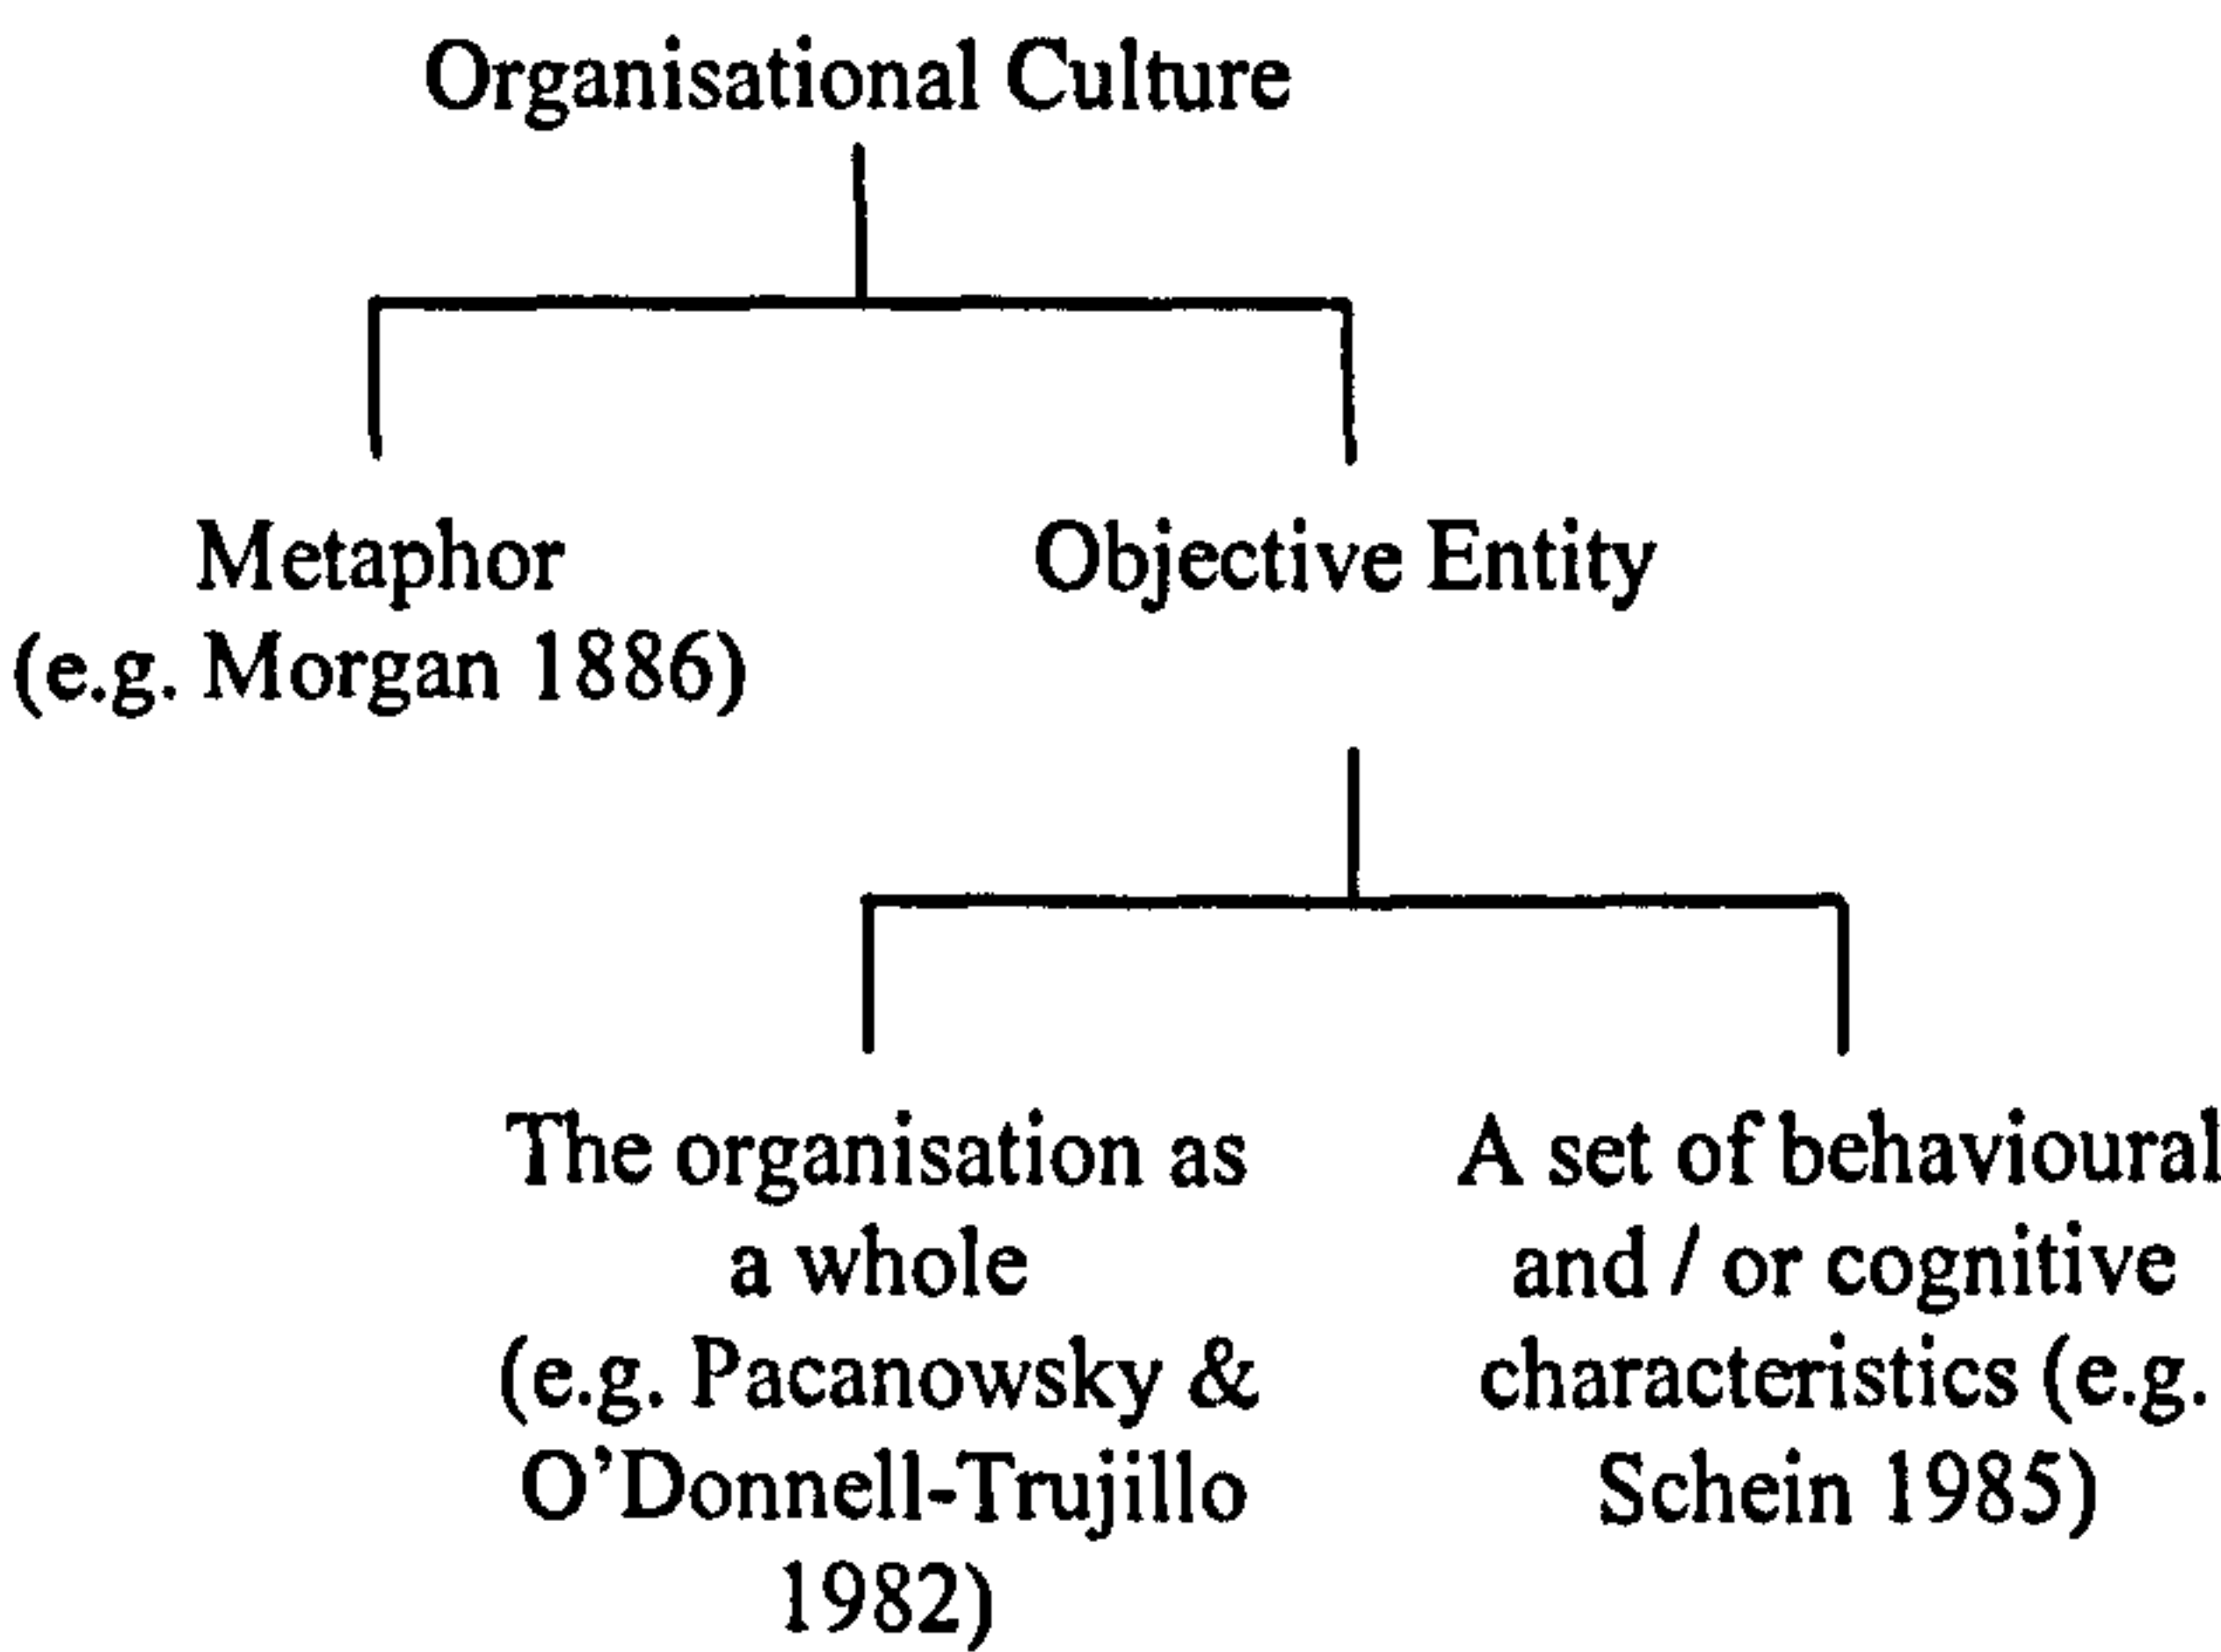 Organisational Culture
Metaphor
(e.g. Morgan 1886)
Objective Entity
The organisation as
a whole
(e.g. Pacanowsky &
O'Donnell-Trujillo
1982)
A set of behavioural
and / or cognitive
characteristics (e.g.
Schein 1985)